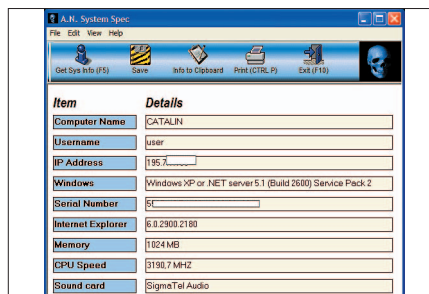 A.N. System Spec
File Edit View Help
Get Sys Info (F5) Save Info to Clipboard Print (CTRL P) Exit (F10)
Item Details
Computer Name CATALIN
Username user
IP Address 195.7
Windows Windows XP or .NET server 5.1 (Build 2600) Service Pack 2
Serial Number
Internet Explorer 6.0.2900.2180
Memory 1024 MB
CPU Speed 3190,7 MHZ
Sound card SigmaTel Audio